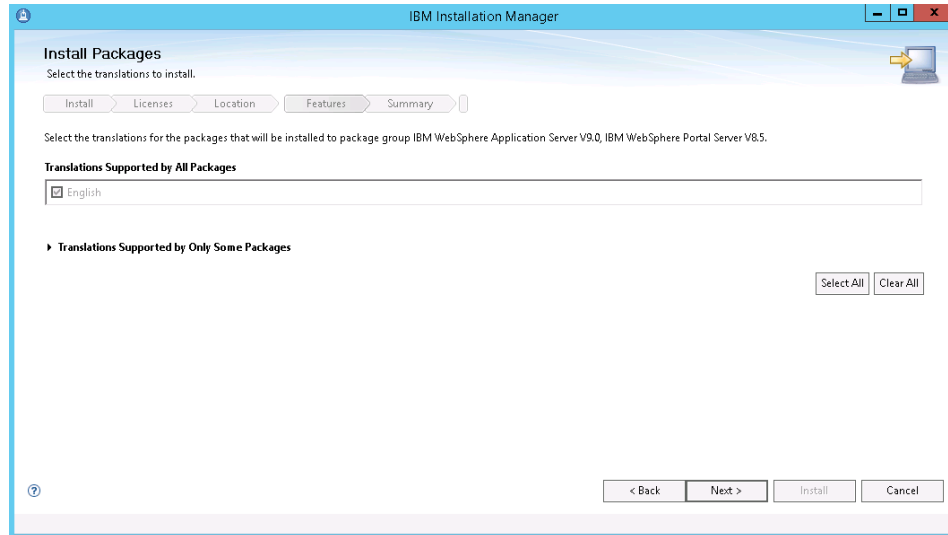 IBM Installation Manager
Install Packages
Select the translations to install.
Install Licenses Location Features Summary
Select the translations for the packages that will be installed to package group IBM WebSphere Application Server V9.0, IBM WebSphere Portal Server V8.5.
Translations Supported by All Packages
English
Translations Supported by Only Some Packages
Select All Clear All
? < Back Next > Install Cancel